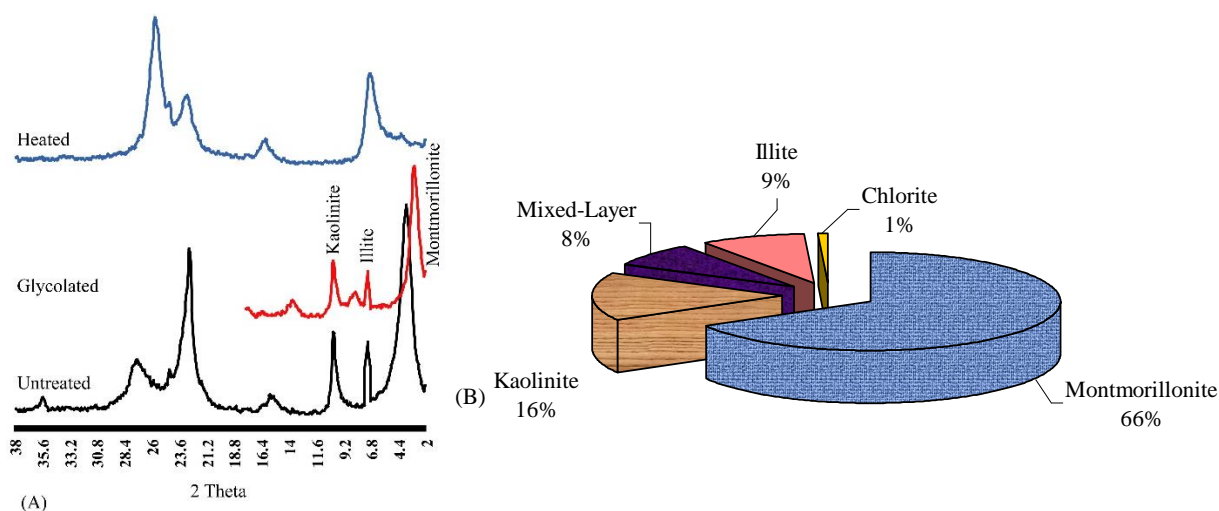 Heated
Glycolated
Untreated
Kaolinite
Illite
Montmorillonite
38 35.6 33.2 30.8 28.4 26 23.6 21.2 18.8 16.4 14 11.6 9.2 6.8 4.4 2
2 Theta
(A)
Illite
9%
Chlorite
1%
Mixed-Layer
8%
Kaolinite
16%
Montmorillonite
66%
(B)